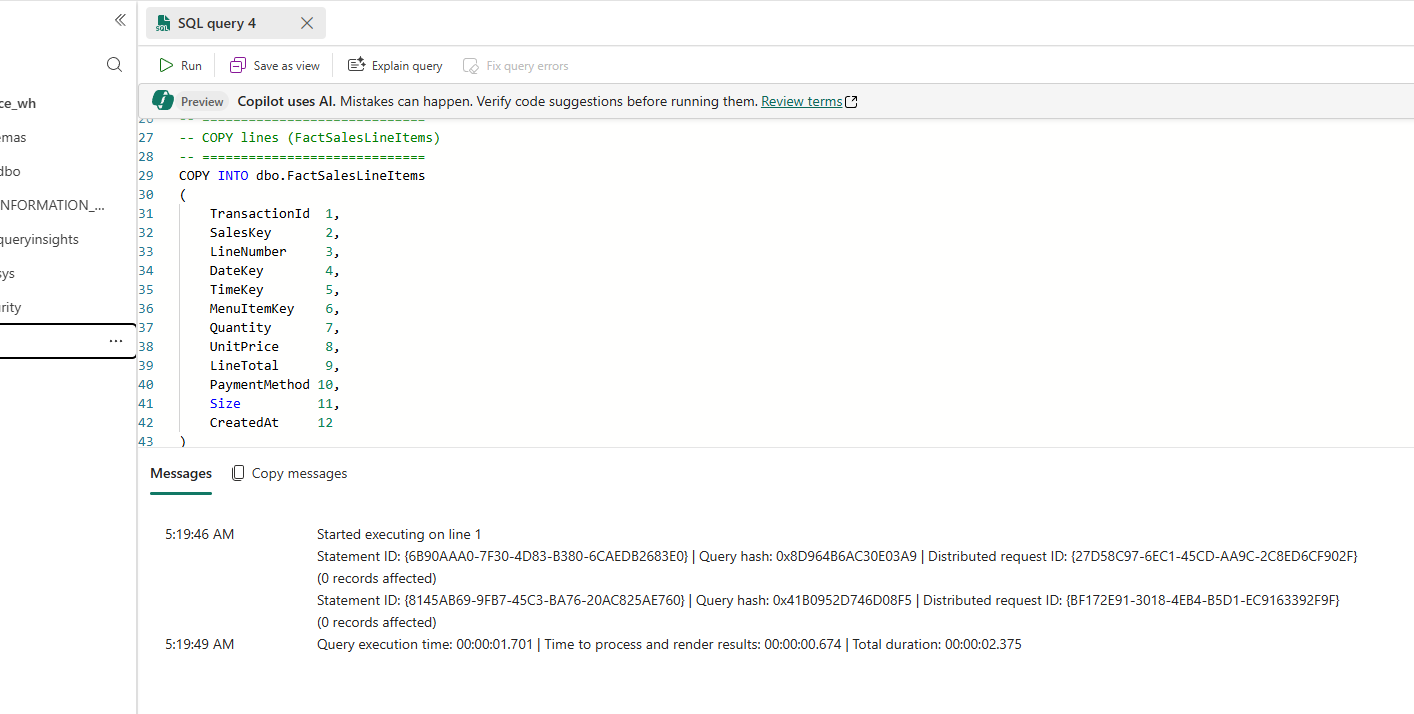 SQL query 4
Run
Save as view
Explain query
Fix query errors
Preview Copilot uses AI. Mistakes can happen. Verify code suggestions before running them. Review terms
ce_wh
emas
dbo
NFORMATION_...
queryinsights
sys
rity
...
26 -- =============================
27 -- COPY lines (FactSalesLineItems)
28 -- =============================
29 COPY INTO dbo.FactSalesLineItems
30 (
31 TransactionId 1,
32 SalesKey 2,
33 LineNumber 3,
34 DateKey 4,
35 TimeKey 5,
36 MenuItemKey 6,
37 Quantity 7,
38 UnitPrice 8,
39 LineTotal 9,
40 PaymentMethod 10,
41 Size 11,
42 CreatedAt 12
43 )
Messages
Copy messages
5:19:46 AM Started executing on line 1
Statement ID: {6B90AAA0-7F30-4D83-B380-6CAEDB2683E0} | Query hash: 0x8D964B6AC30E03A9 | Distributed request ID: {27D58C97-6EC1-45CD-AA9C-2C8ED6CF902F}
(0 records affected)
Statement ID: {8145AB69-9FB7-45C3-BA76-20AC825AE760} | Query hash: 0x41B0952D746D08F5 | Distributed request ID: {BF172E91-3018-4EB4-B5D1-EC9163392F9F}
(0 records affected)
5:19:49 AM Query execution time: 00:00:01.701 | Time to process and render results: 00:00:00.674 | Total duration: 00:00:02.375